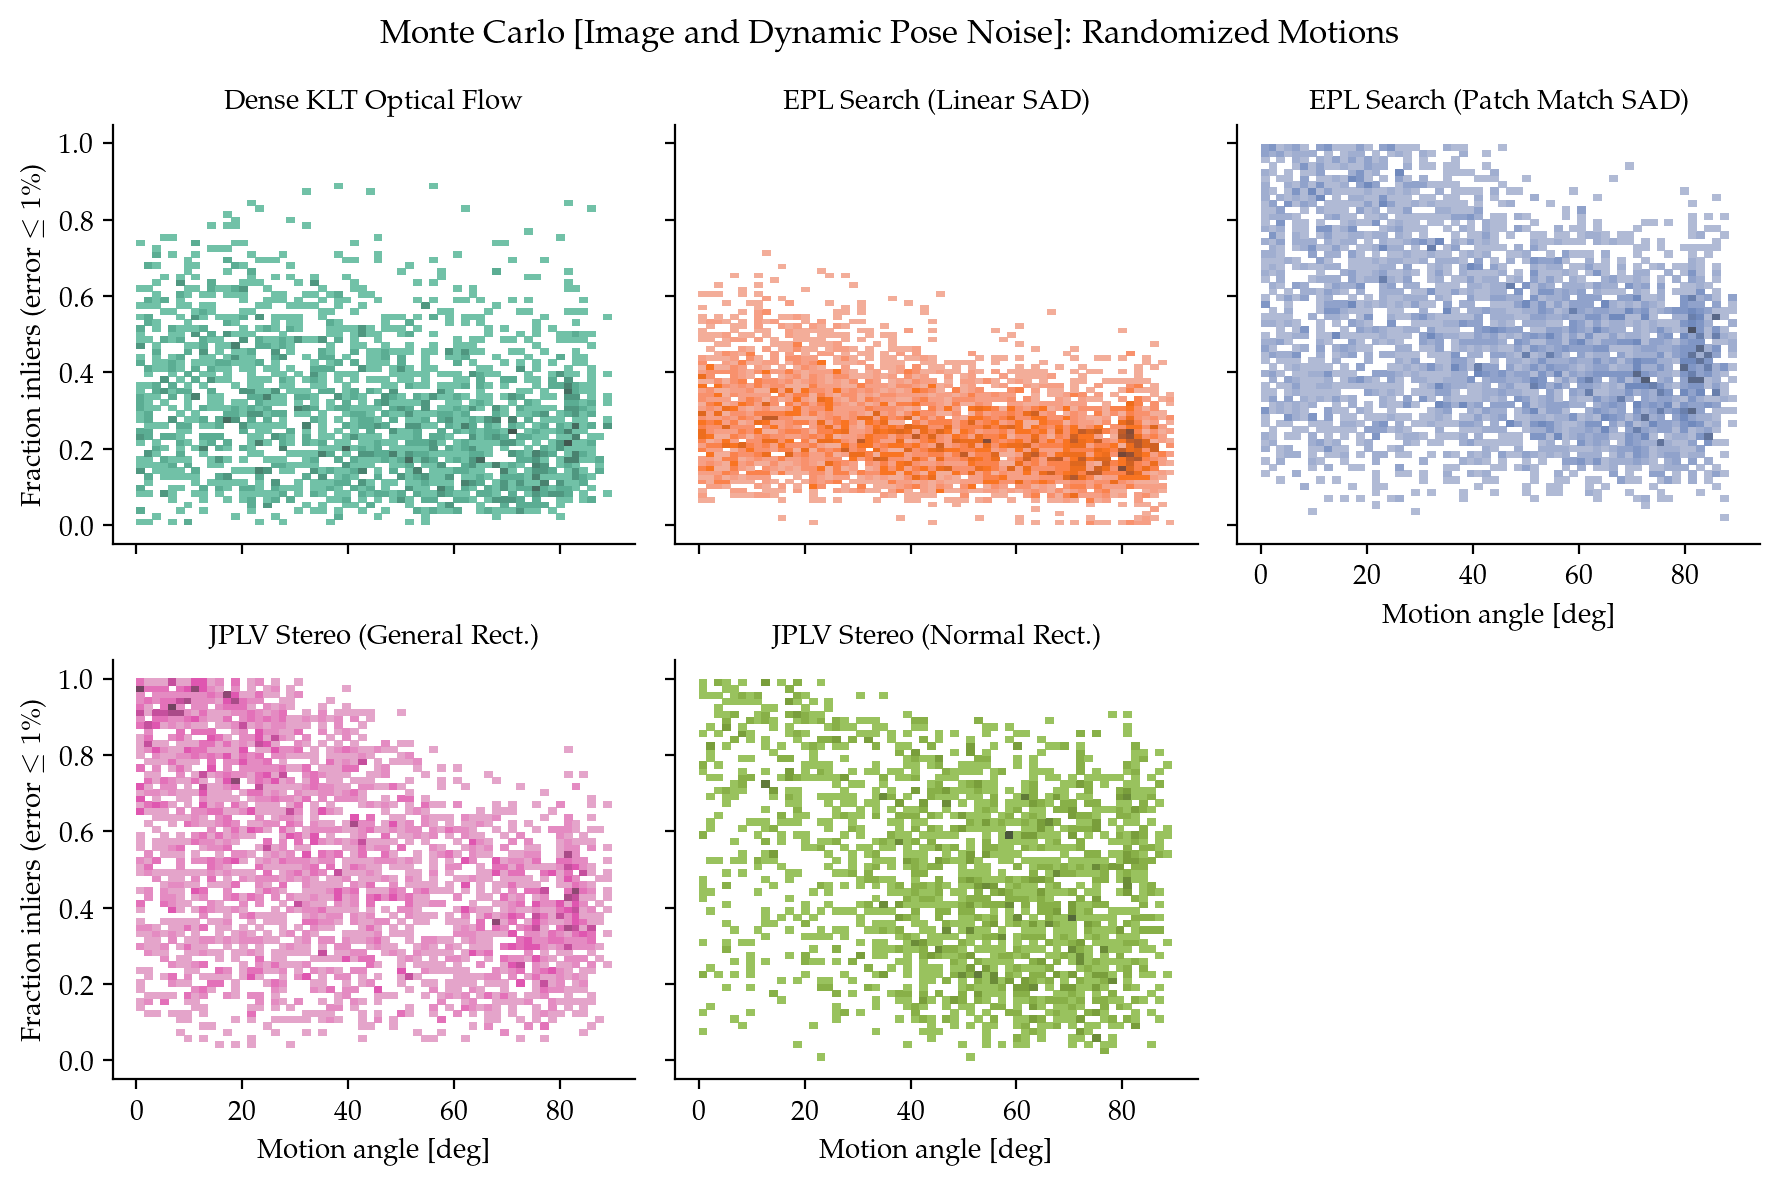 Monte Carlo [Image and Dynamic Pose Noise]: Randomized Motions
Dense KLT Optical Flow
EPL Search (Linear SAD)
EPL Search (Patch Match SAD)
Fraction inliers (error ≤ 1%)
1.0
0.8
0.6
0.4
0.2
0.0
0 20 40 60 80
Motion angle [deg]
JPLV Stereo (General Rect.)
JPLV Stereo (Normal Rect.)
Fraction inliers (error ≤ 1%)
1.0
0.8
0.6
0.4
0.2
0.0
0 20 40 60 80
0 20 40 60 80
Motion angle [deg]
Motion angle [deg]